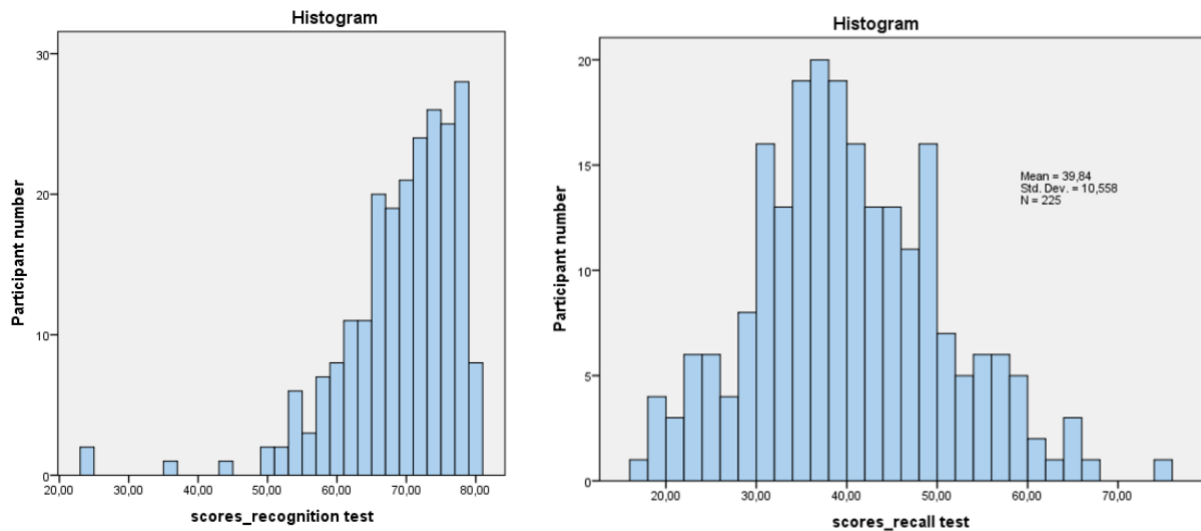 Histogram
Participant number
30
20
10
0
20,00 30,00 40,00 50,00 60,00 70,00 80,00
scores_recognition test
Histogram
Participant number
20
15
10
5
0
Mean = 39,84
Std. Dev. = 10,558
N = 225
20,00 30,00 40,00 50,00 60,00 70,00
scores_recall test